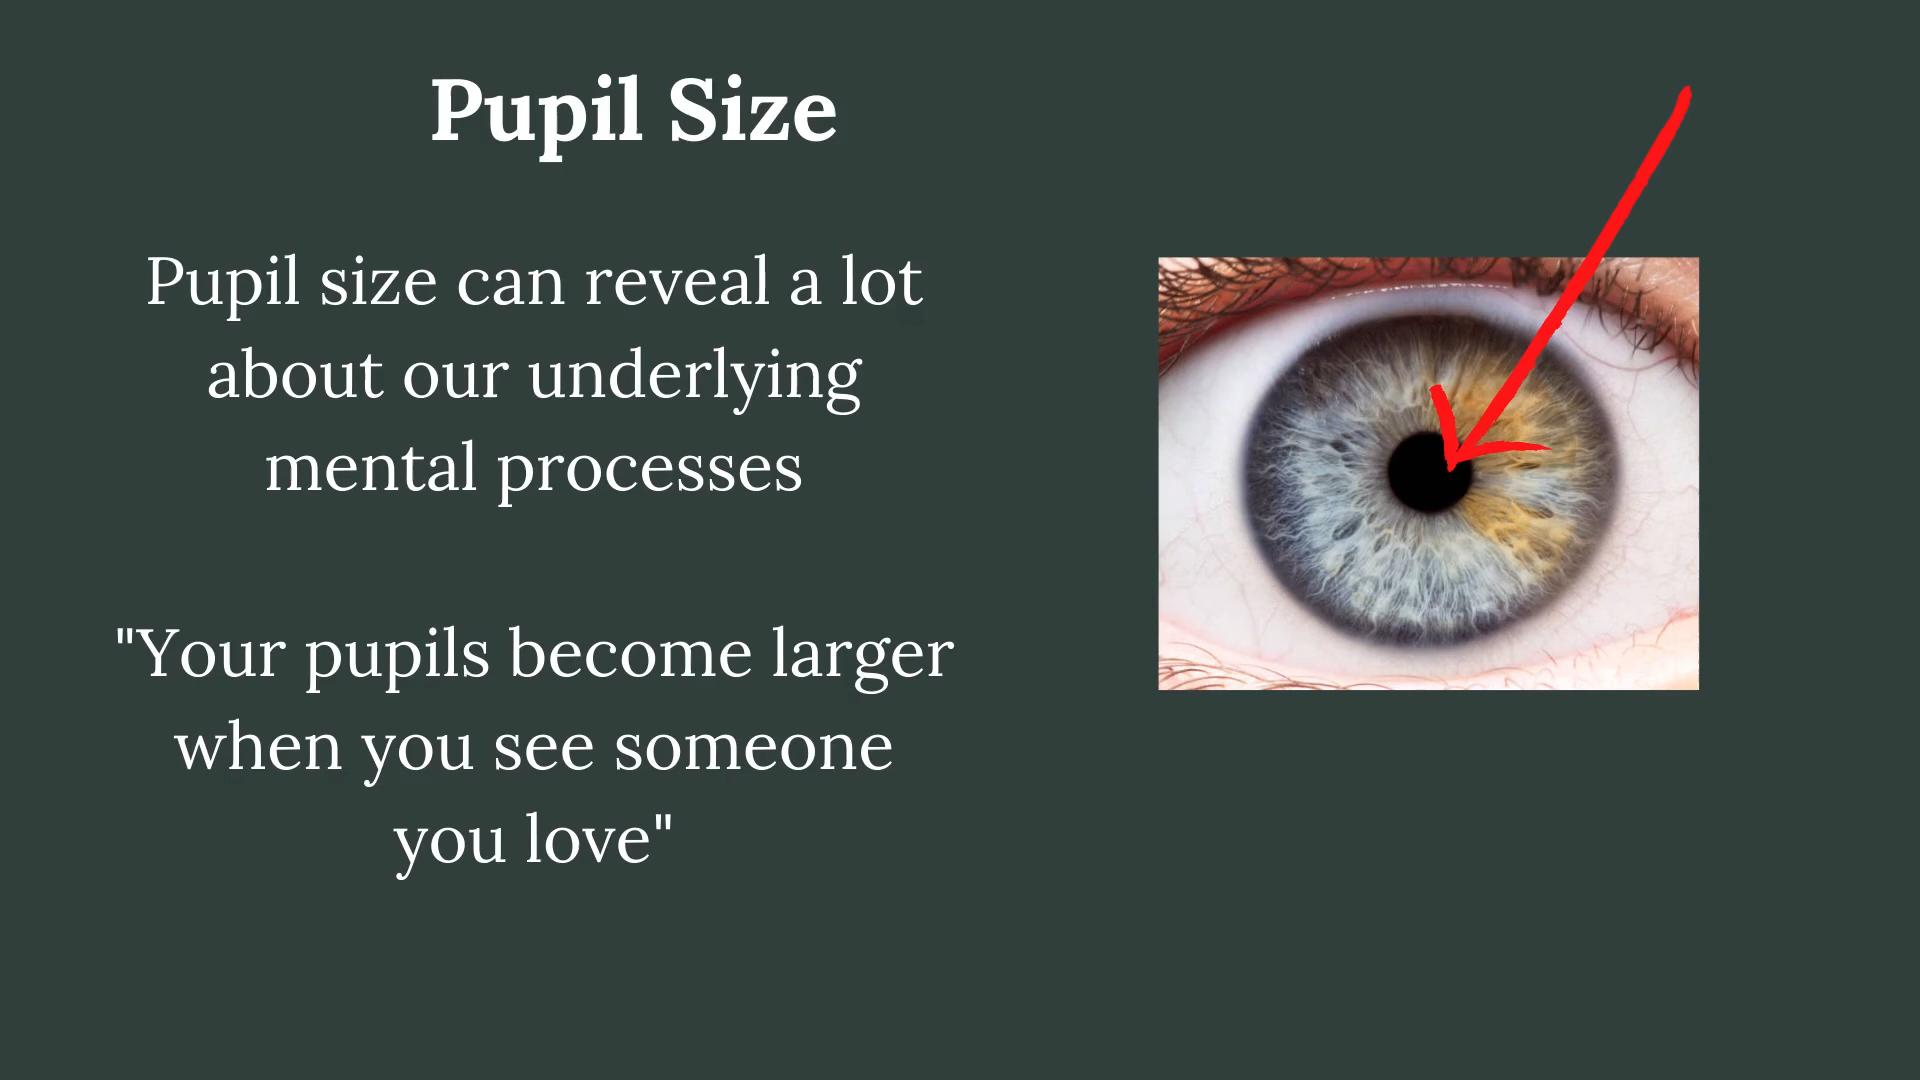 Pupil Size
Pupil size can reveal a lot
about our underlying
mental processes
"Your pupils become larger
when you see someone
you love"